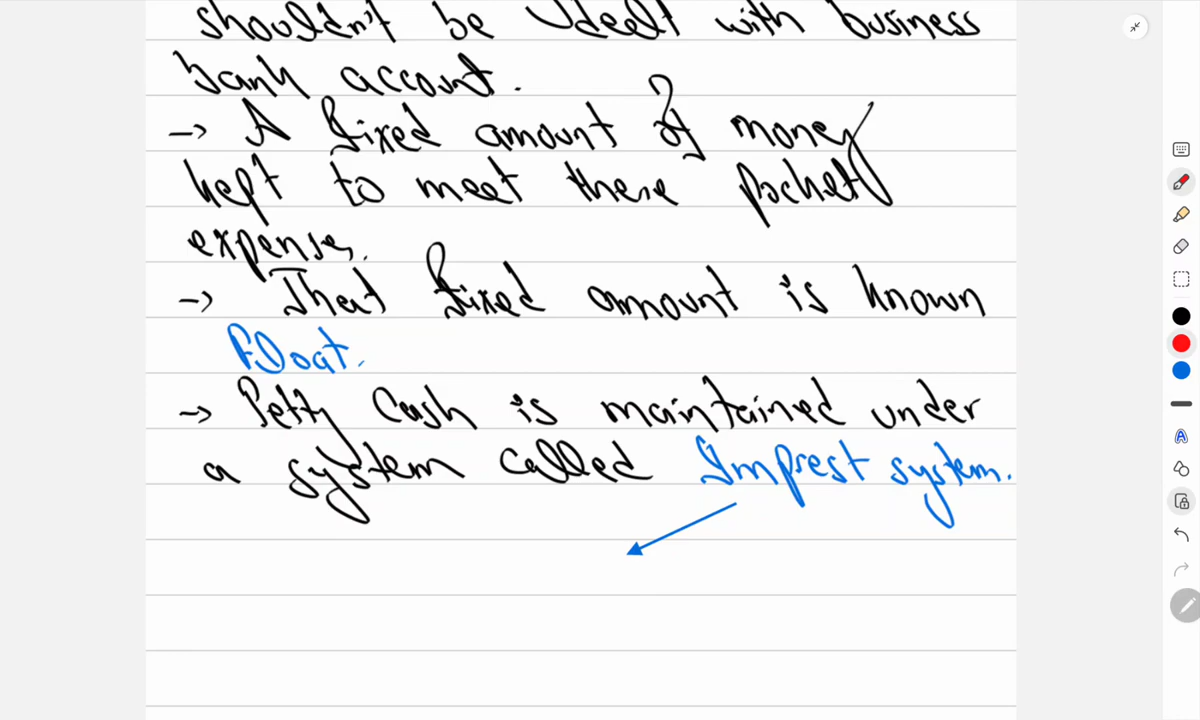 shouldn't be dealt with business
bank account.
→ A fixed amount of money
kept to meet these pocket
expenses.
→ That fixed amount is known
Float.
→ Petty Cash is maintained under
a system called Imprest system.